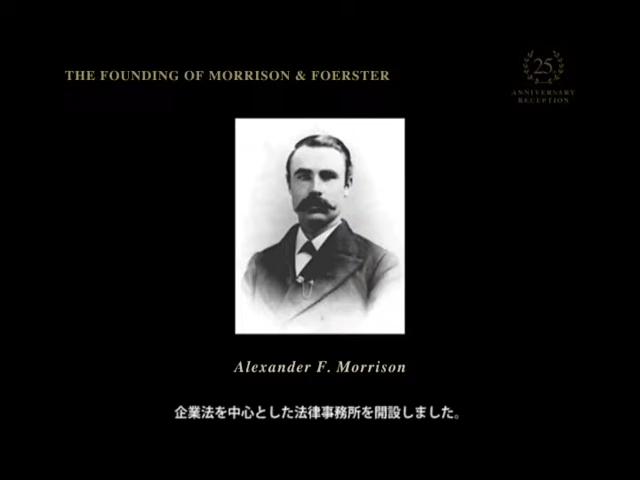 THE FOUNDING OF MORRISON & FOERSTER
25
ANNIVERSARY
RECEPTION
Alexander F. Morrison
企業法を中心とした法律事務所を開設しました。